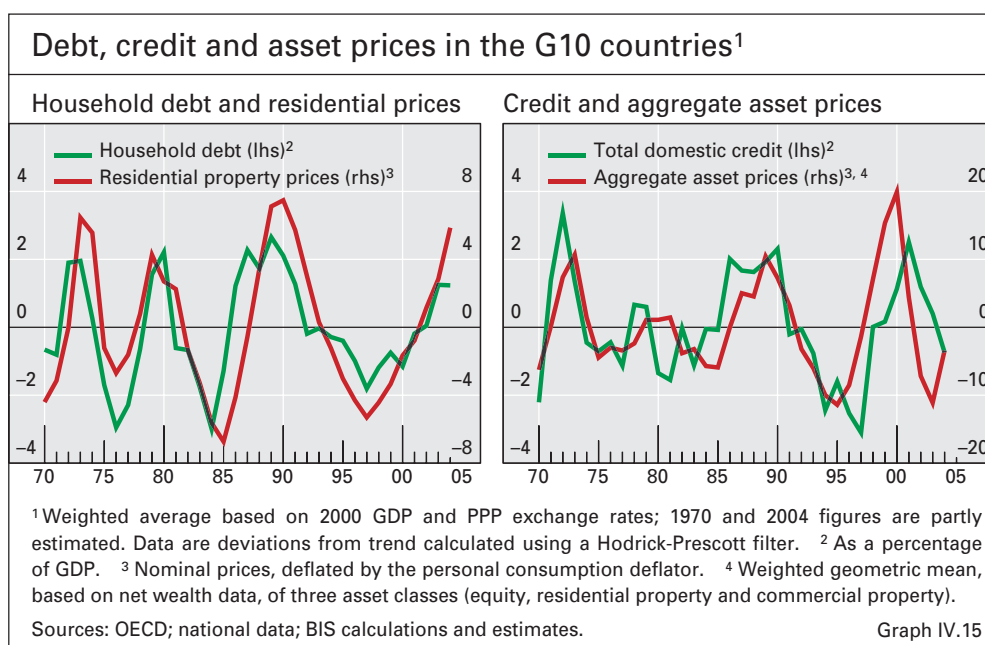 Debt, credit and asset prices in the G10 countries¹
Household debt and residential prices
Household debt (lhs)²
Residential property prices (rhs)³
4 8
2 4
0 0
–2 –4
–4 –8
70 75 80 85 90 95 00 05
Credit and aggregate asset prices
Total domestic credit (lhs)²
Aggregate asset prices (rhs)³, ⁴
4 20
2 10
0 0
–2 –10
–4 –20
70 75 80 85 90 95 00 05
¹ Weighted average based on 2000 GDP and PPP exchange rates; 1970 and 2004 figures are partly
estimated. Data are deviations from trend calculated using a Hodrick-Prescott filter. ² As a percentage
of GDP. ³ Nominal prices, deflated by the personal consumption deflator. ⁴ Weighted geometric mean,
based on net wealth data, of three asset classes (equity, residential property and commercial property).
Sources: OECD; national data; BIS calculations and estimates. Graph IV.15